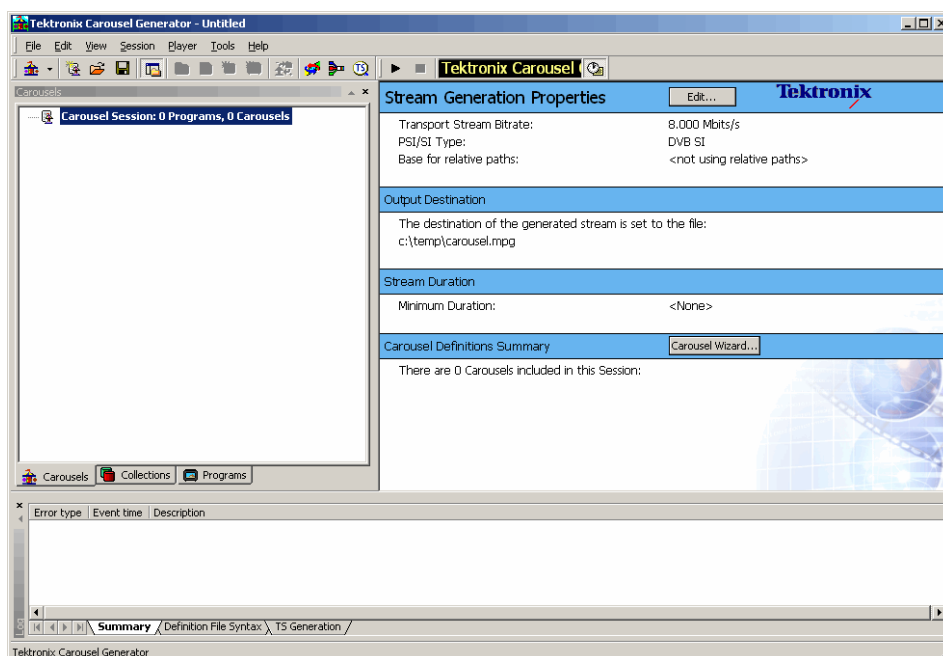 Tektronix Carousel Generator - Untitled
File Edit View Session Player Tools Help
TS
Tektronix Carousel
Carousels
Carousel Session: 0 Programs, 0 Carousels
Carousels Collections Programs
Stream Generation Properties Edit... Tektronix
Transport Stream Bitrate: 8.000 Mbits/s
PSI/SI Type: DVB SI
Base for relative paths: <not using relative paths>
Output Destination
The destination of the generated stream is set to the file:
c:\temp\carousel.mpg
Stream Duration
Minimum Duration: <None>
Carousel Definitions Summary Carousel Wizard...
There are 0 Carousels included in this Session:
Error type Event time Description
Summary Definition File Syntax TS Generation
Tektronix Carousel Generator